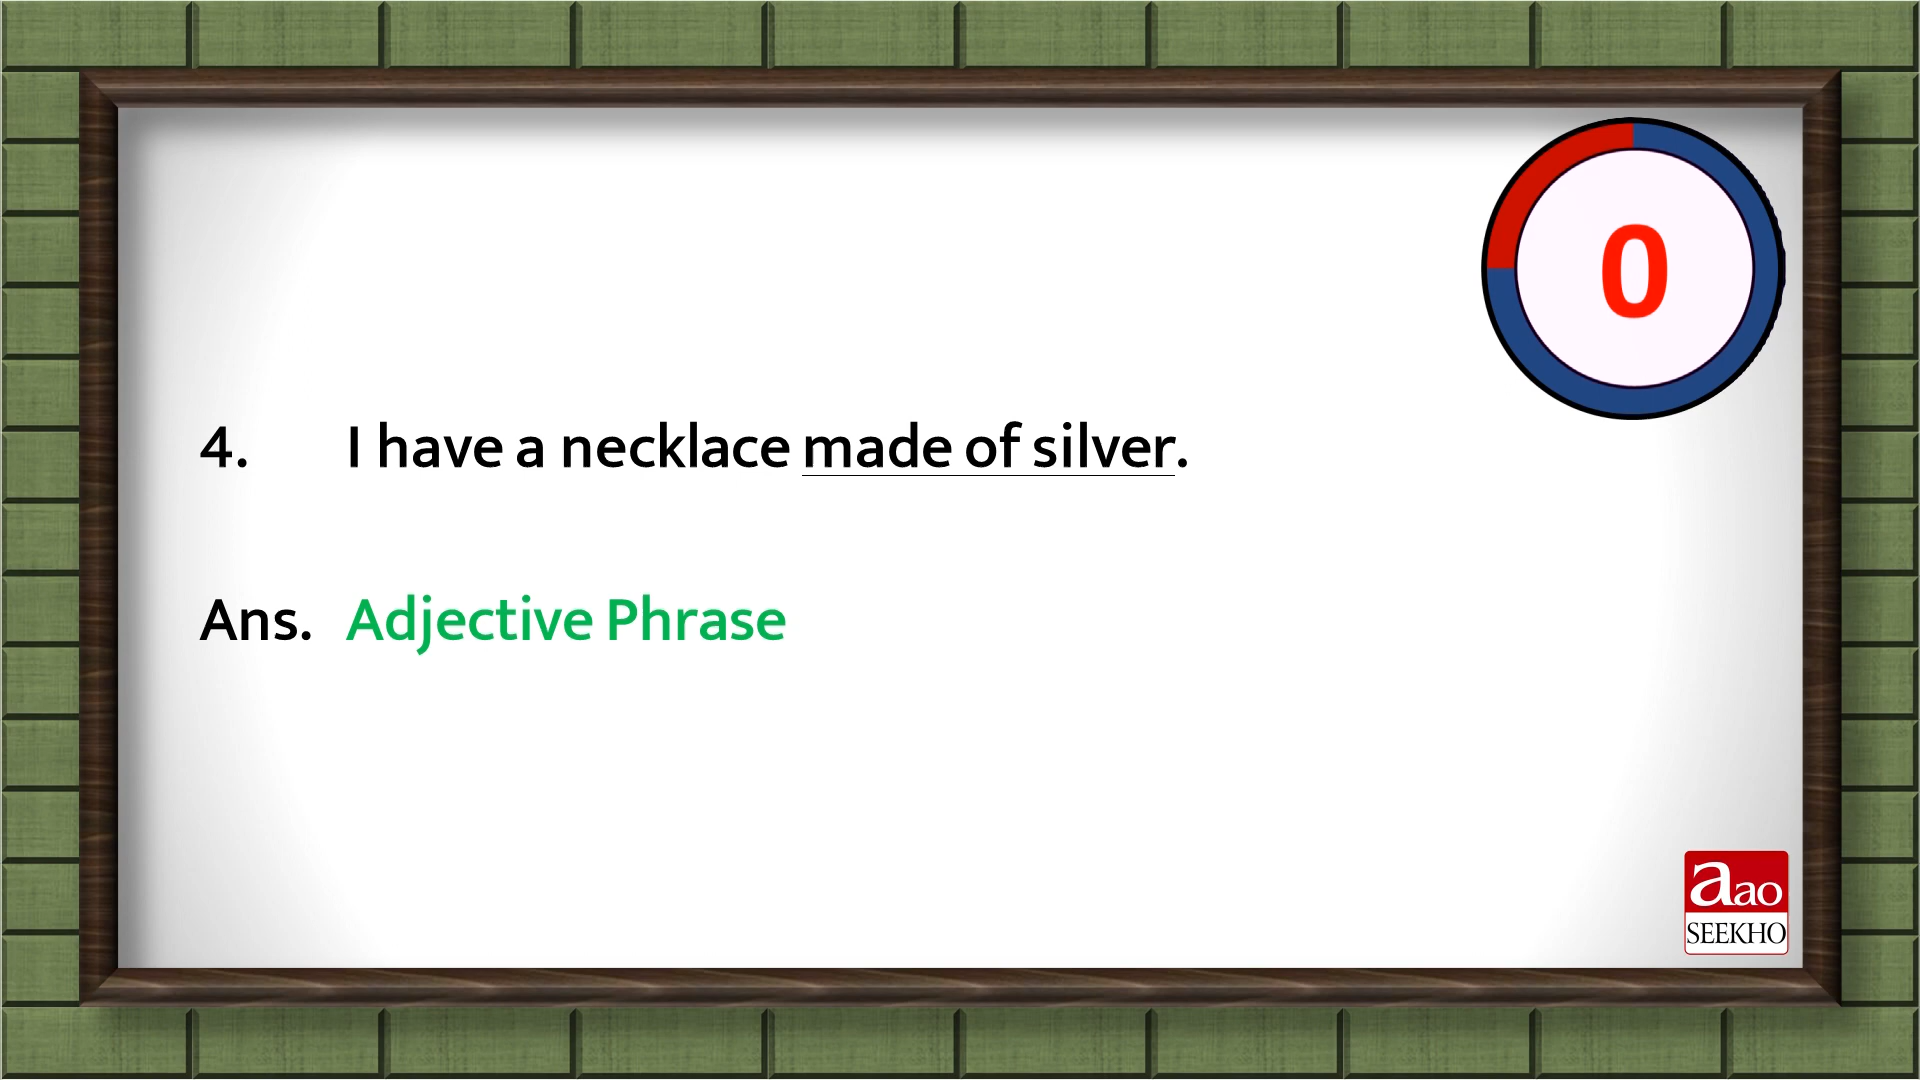 0
4. I have a necklace made of silver.
Ans. Adjective Phrase
aao
SEEKHO